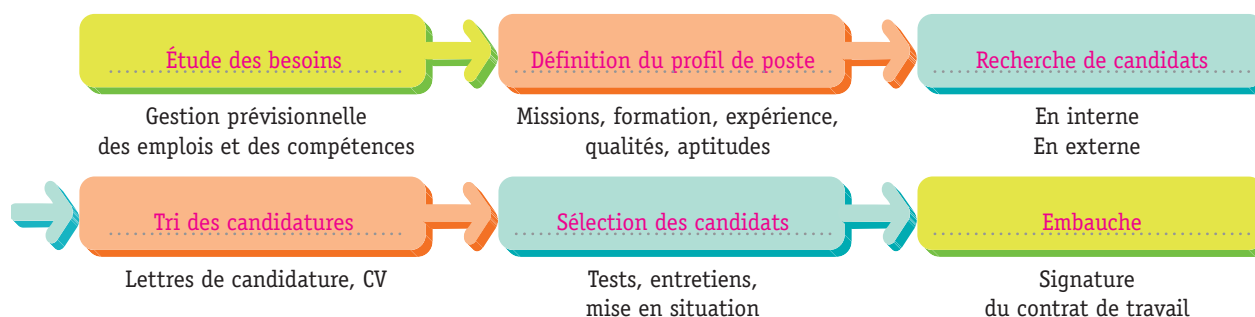 Étude des besoins
Définition du profil de poste
Recherche de candidats
Gestion prévisionnelle
des emplois et des compétences
Missions, formation, expérience,
qualités, aptitudes
En interne
En externe
Tri des candidatures
Sélection des candidats
Embauche
Lettres de candidature, CV
Tests, entretiens,
mise en situation
Signature
du contrat de travail